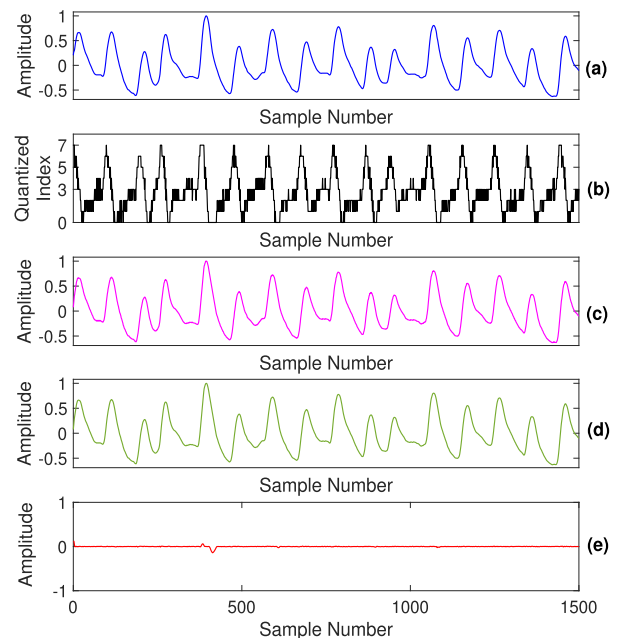 1
0.5
0
-0.5
Amplitude
Sample Number
(a)
7
5
3
0
Quantized
Index
Sample Number
(b)
1
0.5
0
-0.5
Amplitude
Sample Number
(c)
1
0.5
0
-0.5
Amplitude
Sample Number
(d)
1
0
-1
Amplitude
(e)
0
500
1000
1500
Sample Number